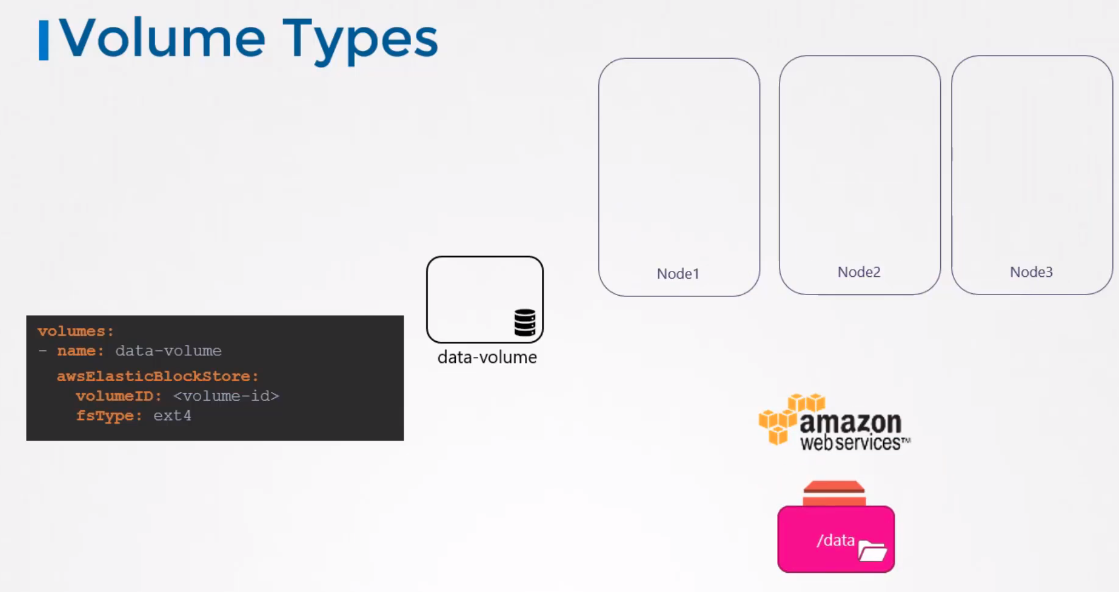 Volume Types
Node1
Node2
Node3
data-volume
volumes:
- name: data-volume
awsElasticBlockStore:
volumeID: <volume-id>
fsType: ext4
amazon
web services™
/data